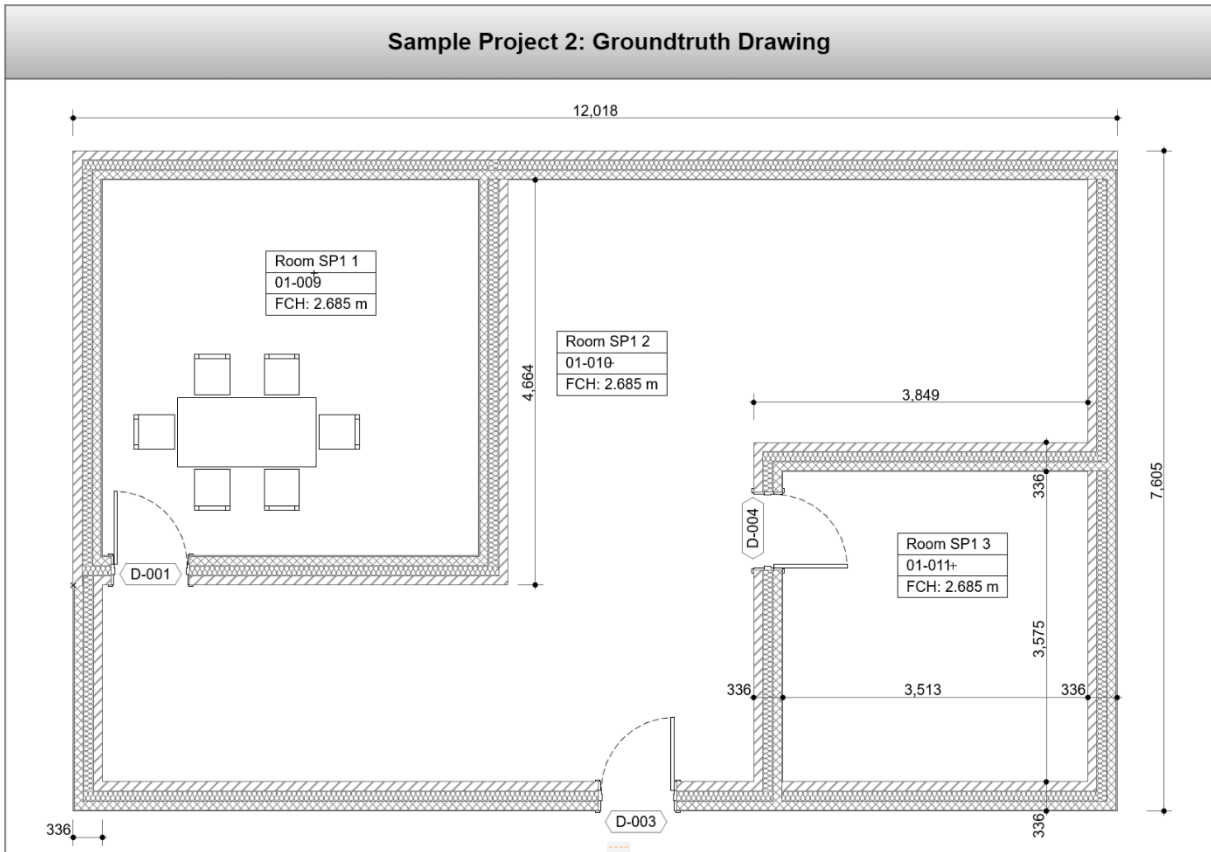 Sample Project 2: Groundtruth Drawing
12,018
Room SP1 1
01-009
FCH: 2.685 m
Room SP1 2
01-010
FCH: 2.685 m
4,664
3,849
7,605
336
D-004
Room SP1 3
01-011
FCH: 2.685 m
D-001
3,575
336
3,513
336
336
D-003
336